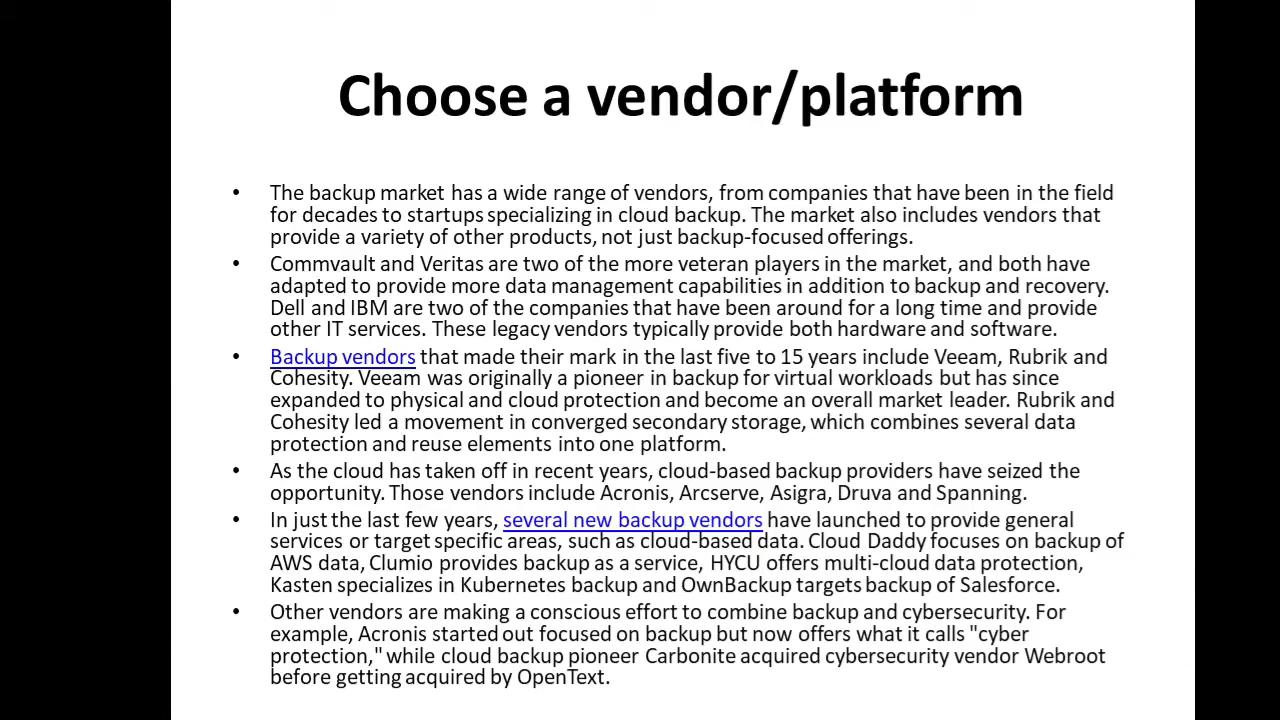 Choose a vendor/platform
• The backup market has a wide range of vendors, from companies that have been in the field
for decades to startups specializing in cloud backup. The market also includes vendors that
provide a variety of other products, not just backup-focused offerings.
• Commvault and Veritas are two of the more veteran players in the market, and both have
adapted to provide more data management capabilities in addition to backup and recovery.
Dell and IBM are two of the companies that have been around for a long time and provide
other IT services. These legacy vendors typically provide both hardware and software.
• Backup vendors that made their mark in the last five to 15 years include Veeam, Rubrik and
Cohesity. Veeam was originally a pioneer in backup for virtual workloads but has since
expanded to physical and cloud protection and become an overall market leader. Rubrik and
Cohesity led a movement in converged secondary storage, which combines several data
protection and reuse elements into one platform.
• As the cloud has taken off in recent years, cloud-based backup providers have seized the
opportunity. Those vendors include Acronis, Arcserve, Asigra, Druva and Spanning.
• In just the last few years, several new backup vendors have launched to provide general
services or target specific areas, such as cloud-based data. Cloud Daddy focuses on backup of
AWS data, Clumio provides backup as a service, HYCU offers multi-cloud data protection,
Kasten specializes in Kubernetes backup and OwnBackup targets backup of Salesforce.
• Other vendors are making a conscious effort to combine backup and cybersecurity. For
example, Acronis started out focused on backup but now offers what it calls "cyber
protection," while cloud backup pioneer Carbonite acquired cybersecurity vendor Webroot
before getting acquired by OpenText.